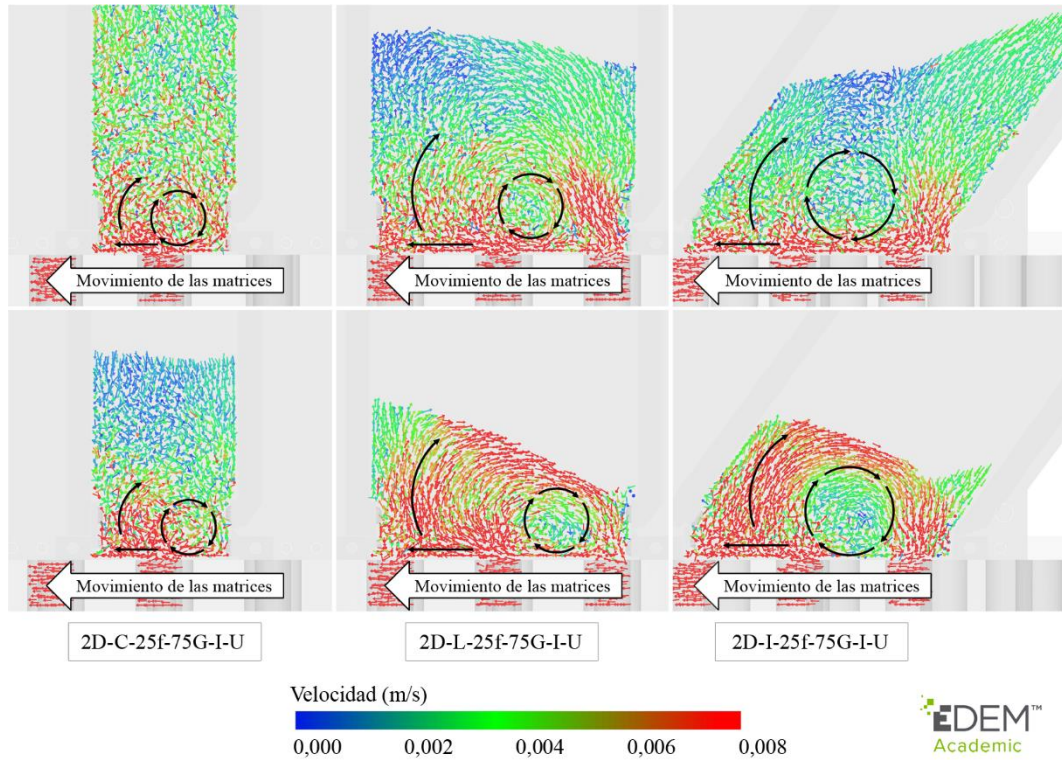 Movimiento de las matrices
Movimiento de las matrices
Movimiento de las matrices
Movimiento de las matrices
Movimiento de las matrices
Movimiento de las matrices
2D-C-25f-75G-I-U
2D-L-25f-75G-I-U
2D-I-25f-75G-I-U
Velocidad (m/s)
0,000 0,002 0,004 0,006 0,008
EDEM™
Academic